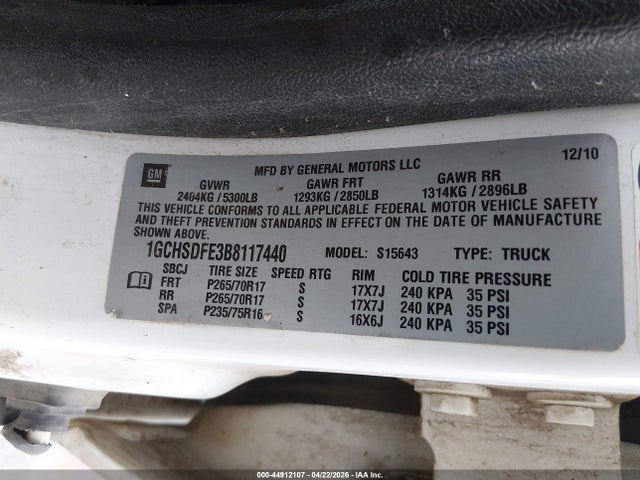 GM
MFD BY GENERAL MOTORS LLC 12/10
GVWR GAWR FRT GAWR RR
2404KG / 5300LB 1293KG / 2850LB 1314KG / 2896LB
THIS VEHICLE CONFORMS TO ALL APPLICABLE FEDERAL MOTOR VEHICLE SAFETY
AND THEFT PREVENTION STANDARDS IN EFFECT ON THE DATE OF MANUFACTURE
SHOWN ABOVE.
1GCHSDFE3B8117440 MODEL: S15643 TYPE: TRUCK
SBCJ TIRE SIZE SPEED RTG RIM COLD TIRE PRESSURE
FRT P265/70R17 S 17X7J 240 KPA 35 PSI
RR P265/70R17 S 17X7J 240 KPA 35 PSI
SPA P235/75R16 S 16X6J 240 KPA 35 PSI
000-44912107 - 04/22/2026 - IAA Inc.